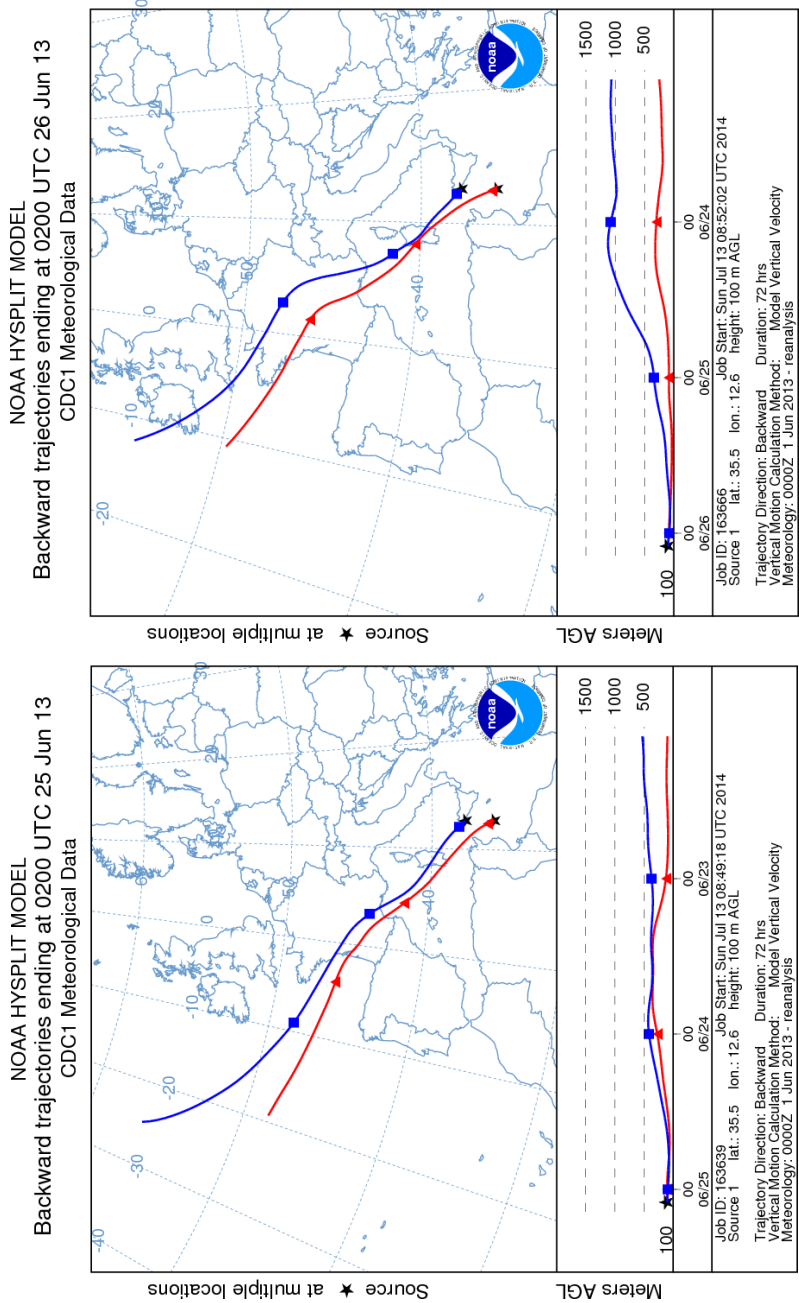 NOAA HYSPLIT MODEL
Backward trajectories ending at 0200 UTC 25 Jun 13
CDC1 Meteorological Data
Source ★ at multiple locations
-40
-30
-20
-10
0
20
30
50
40
noaa
Meters AGL
1500
1000
500
100
00 00 00
06/25 06/24 06/23
Job ID: 163639 Job Start: Sun Jul 13 08:49:18 UTC 2014
Source 1 lat.: 35.5 lon.: 12.6 height: 100 m AGL
Trajectory Direction: Backward Duration: 72 hrs
Vertical Motion Calculation Method: Model Vertical Velocity
Meteorology: 0000Z 1 Jun 2013 - reanalysis
NOAA HYSPLIT MODEL
Backward trajectories ending at 0200 UTC 26 Jun 13
CDC1 Meteorological Data
Source ★ at multiple locations
-20
-10
0
20
50
40
noaa
Meters AGL
1500
1000
500
100
00 00 00
06/26 06/25 06/24
Job ID: 163666 Job Start: Sun Jul 13 08:52:02 UTC 2014
Source 1 lat.: 35.5 lon.: 12.6 height: 100 m AGL
Trajectory Direction: Backward Duration: 72 hrs
Vertical Motion Calculation Method: Model Vertical Velocity
Meteorology: 0000Z 1 Jun 2013 - reanalysis